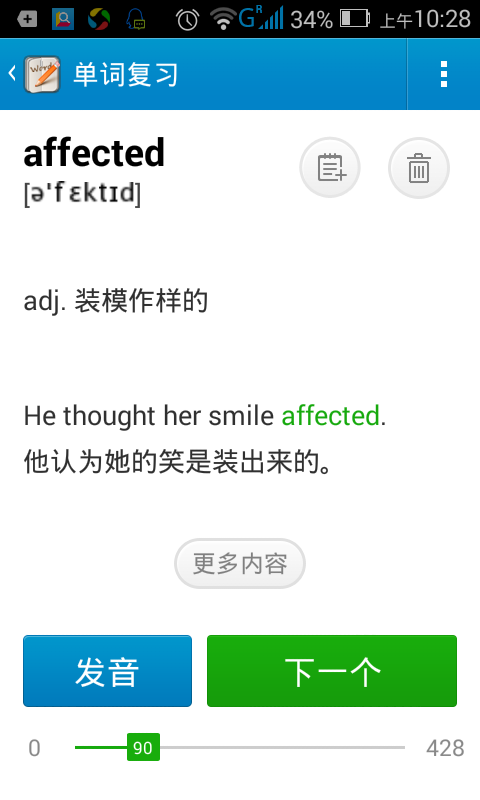 G R 34% 上午10:28
Words
单词复习
affected
[ə'fɛktɪd]
adj. 装模作样的
He thought her smile affected.
他认为她的笑是装出来的。
更多内容
发音
下一个
0 90 428